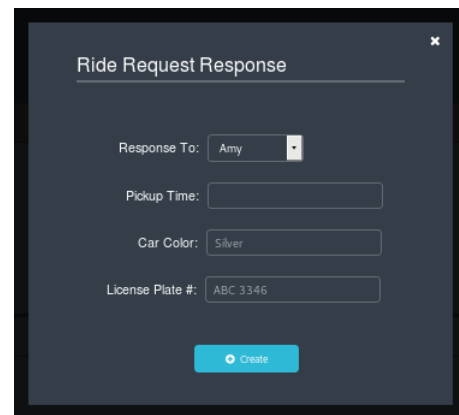 Ride Request Response
Response To: Amy
Pickup Time:
Car Color: Silver
License Plate #: ABC 3346
Create